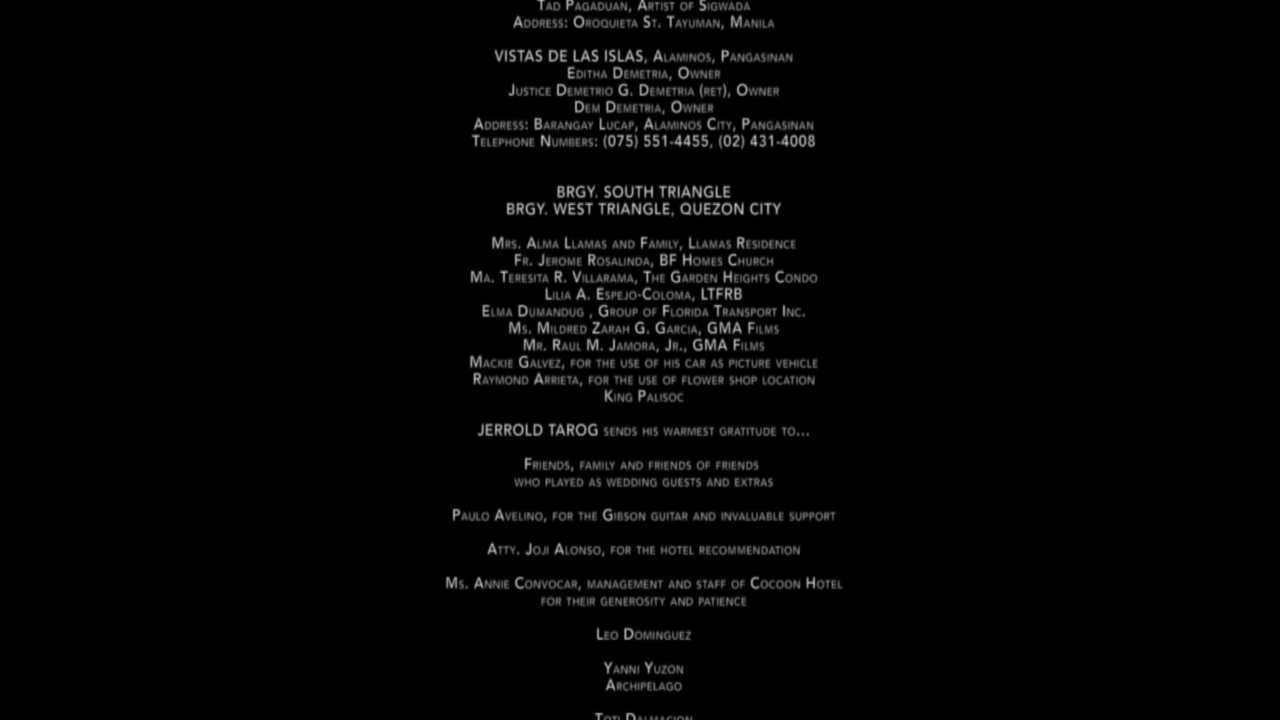 Tad Pagaduan, Artist of Sigwada
Address: Oroquieta St. Tayuman, Manila
VISTAS DE LAS ISLAS, Alaminos, Pangasinan
Editha Demetria, Owner
Justice Demetrio G. Demetria (ret), Owner
Dem Demetria, Owner
Address: Barangay Lucap, Alaminos City, Pangasinan
Telephone Numbers: (075) 551-4455, (02) 431-4008
BRGY. SOUTH TRIANGLE
BRGY. WEST TRIANGLE, QUEZON CITY
Mrs. Alma Llamas and Family, Llamas Residence
Fr. Jerome Rosalinda, BF Homes Church
Ma. Teresita R. Villarama, The Garden Heights Condo
Lilia A. Espejo-Coloma, LTFRB
Elma Dumandug , Group of Florida Transport Inc.
Ms. Mildred Zarah G. Garcia, GMA Films
Mr. Raul M. Jamora, Jr., GMA Films
Mackie Galvez, for the use of his car as picture vehicle
Raymond Arrieta, for the use of flower shop location
King Palisoc
JERROLD TAROG sends his warmest gratitude to...
Friends, family and friends of friends
who played as wedding guests and extras
Paulo Avelino, for the Gibson guitar and invaluable support
Atty. Joji Alonso, for the hotel recommendation
Ms. Annie Convocar, management and staff of Cocoon Hotel
for their generosity and patience
Leo Dominguez
Yanni Yuzon
Archipelago
Toti Dalmacion